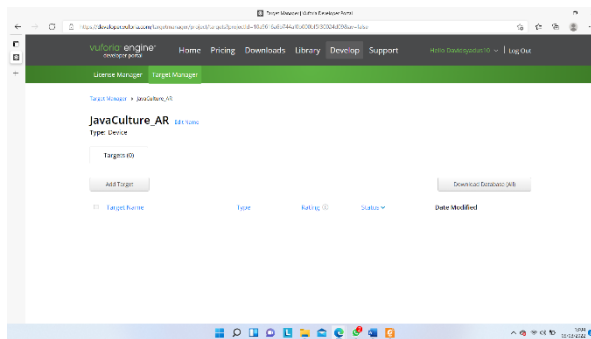 Target Manager | Vuforia Developer Portal
vuforia engine™
developer portal
Home Pricing Downloads Library Develop Support
Log Out
License Manager Target Manager
Target Manager > JavaCulture_AR
JavaCulture_AR Edit Name
Type: Device
Targets (0)
Add Target Download Database (All)
Target Name Type Rating Status Date Modified